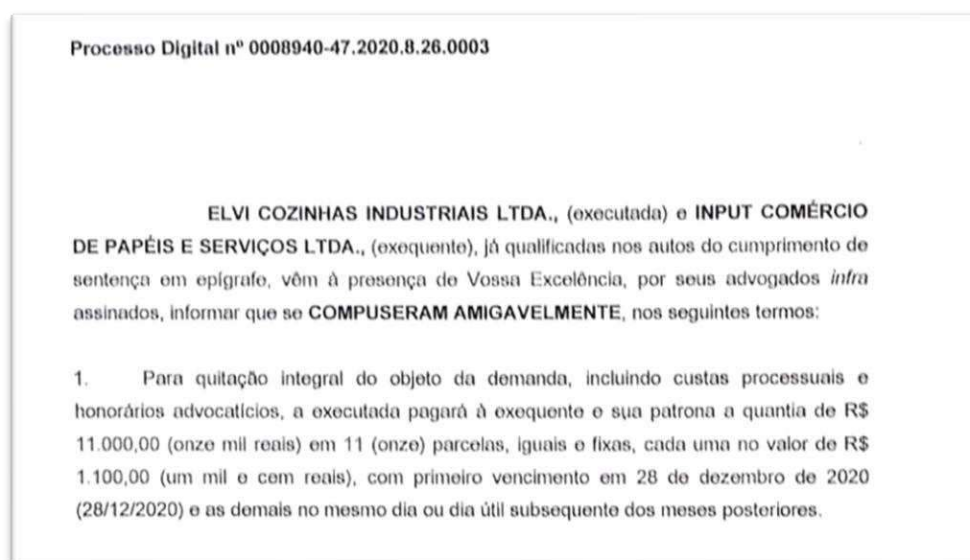 Processo Digital nº 0008940-47.2020.8.26.0003
ELVI COZINHAS INDUSTRIAIS LTDA., (executada) e INPUT COMÉRCIO
DE PAPÉIS E SERVIÇOS LTDA., (exequente), já qualificadas nos autos do cumprimento de
sentença em epígrafe, vêm à presença de Vossa Excelência, por seus advogados infra
assinados, informar que se COMPUSERAM AMIGAVELMENTE, nos seguintes termos:
1. Para quitação integral do objeto da demanda, incluindo custas processuais e
honorários advocatícios, a executada pagará à exequente e sua patrona a quantia de R$
11.000,00 (onze mil reais) em 11 (onze) parcelas, iguais e fixas, cada uma no valor de R$
1.100,00 (um mil e cem reais), com primeiro vencimento em 28 de dezembro de 2020
(28/12/2020) e as demais no mesmo dia ou dia útil subsequente dos meses posteriores.